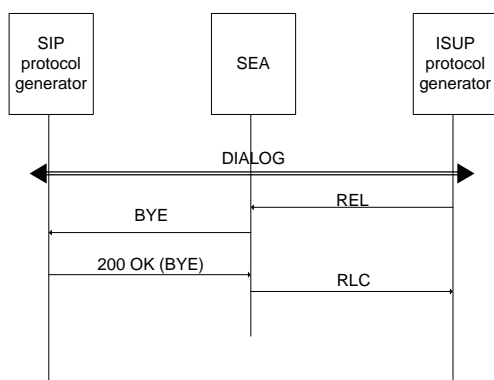 SIP
protocol
generator
SEA
ISUP
protocol
generator
DIALOG
REL
BYE
200 OK (BYE)
RLC